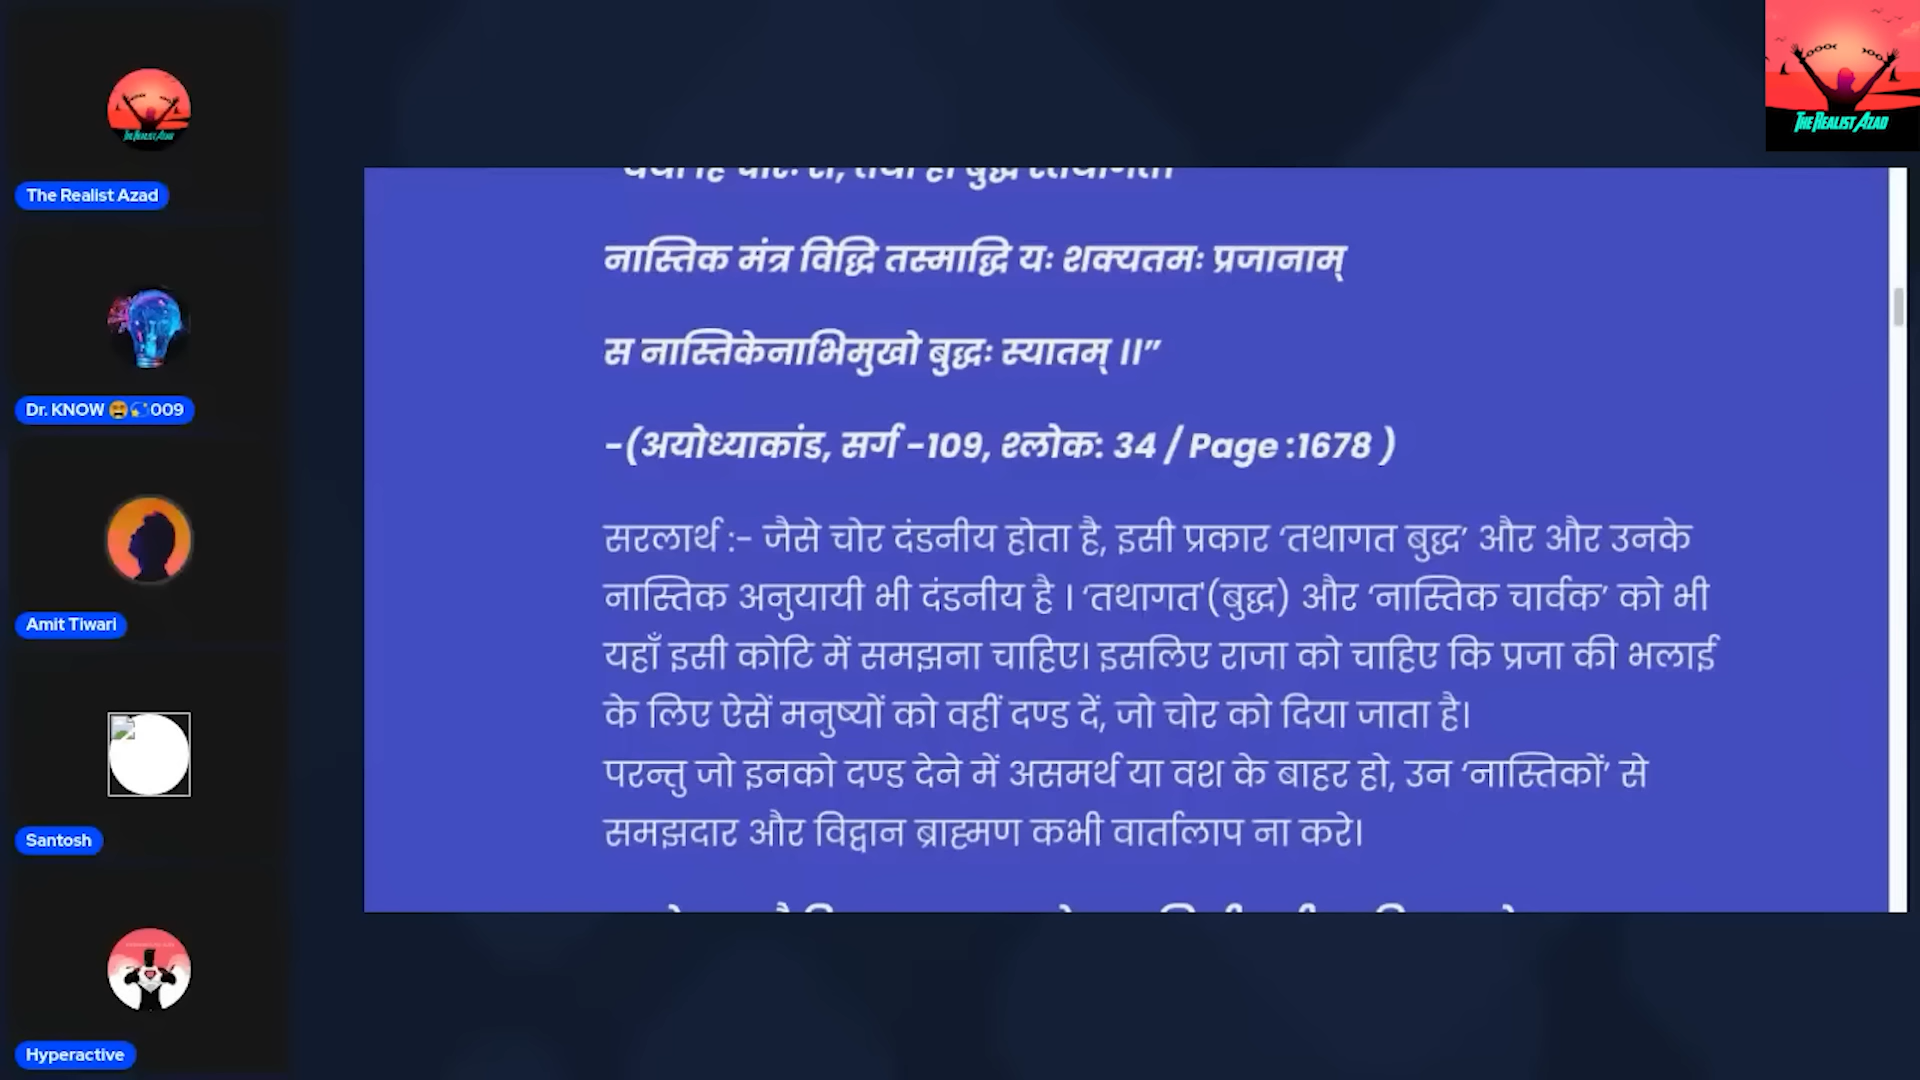 The Realist Azad
Dr. KNOW 😫💫009
Amit Tiwari
Santosh
Hyperactive
THE REALIST AZAD
नास्तिक मंत्र विद्धि तस्माद्धि यः शक्यतमः प्रजानाम्
स नास्तिकेनाभिमुखो बुद्धः स्यातम् ।।”
-(अयोध्याकांड, सर्ग -109, श्लोक: 34 / Page :1678 )
सरलार्थ :- जैसे चोर दंडनीय होता है, इसी प्रकार ‘तथागत बुद्ध’ और और उनके
नास्तिक अनुयायी भी दंडनीय है । ‘तथागत'(बुद्ध) और ‘नास्तिक चार्वक’ को भी
यहाँ इसी कोटि में समझना चाहिए। इसलिए राजा को चाहिए कि प्रजा की भलाई
के लिए ऐसें मनुष्यों को वहीं दण्ड दें, जो चोर को दिया जाता है।
परन्तु जो इनको दण्ड देने में असमर्थ या वश के बाहर हो, उन ‘नास्तिकों’ से
समझदार और विद्वान ब्राह्मण कभी वार्तालाप ना करे।